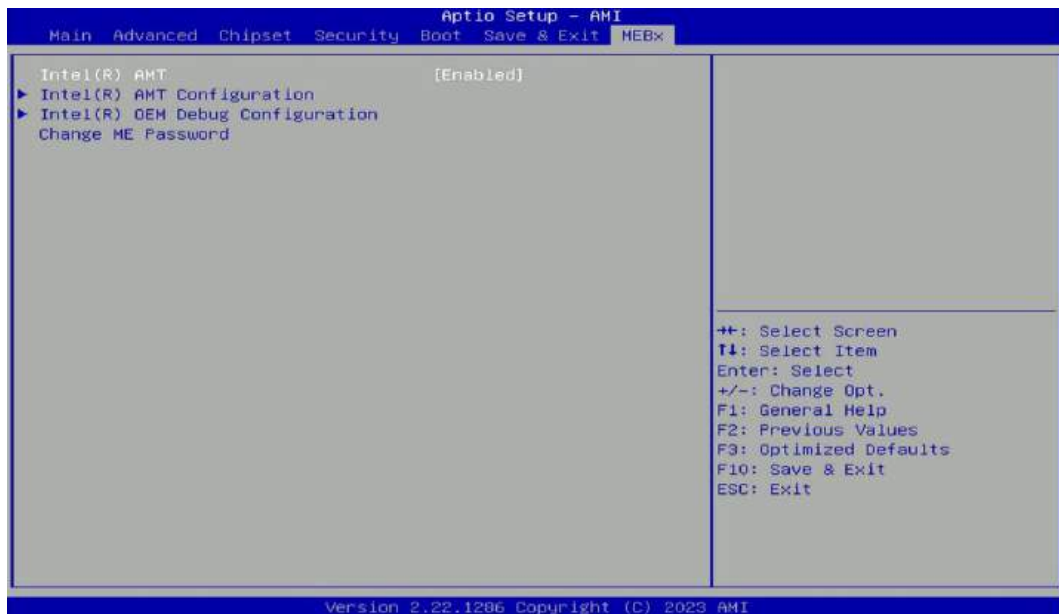 Aptio Setup - AMI
Main Advanced Chipset Security Boot Save & Exit MEBx
Intel(R) AMT [Enabled]
► Intel(R) AMT Configuration
► Intel(R) OEM Debug Configuration
Change ME Password
→←: Select Screen
↑↓: Select Item
Enter: Select
+/-: Change Opt.
F1: General Help
F2: Previous Values
F3: Optimized Defaults
F10: Save & Exit
ESC: Exit
Version 2.22.1286 Copyright (C) 2023 AMI